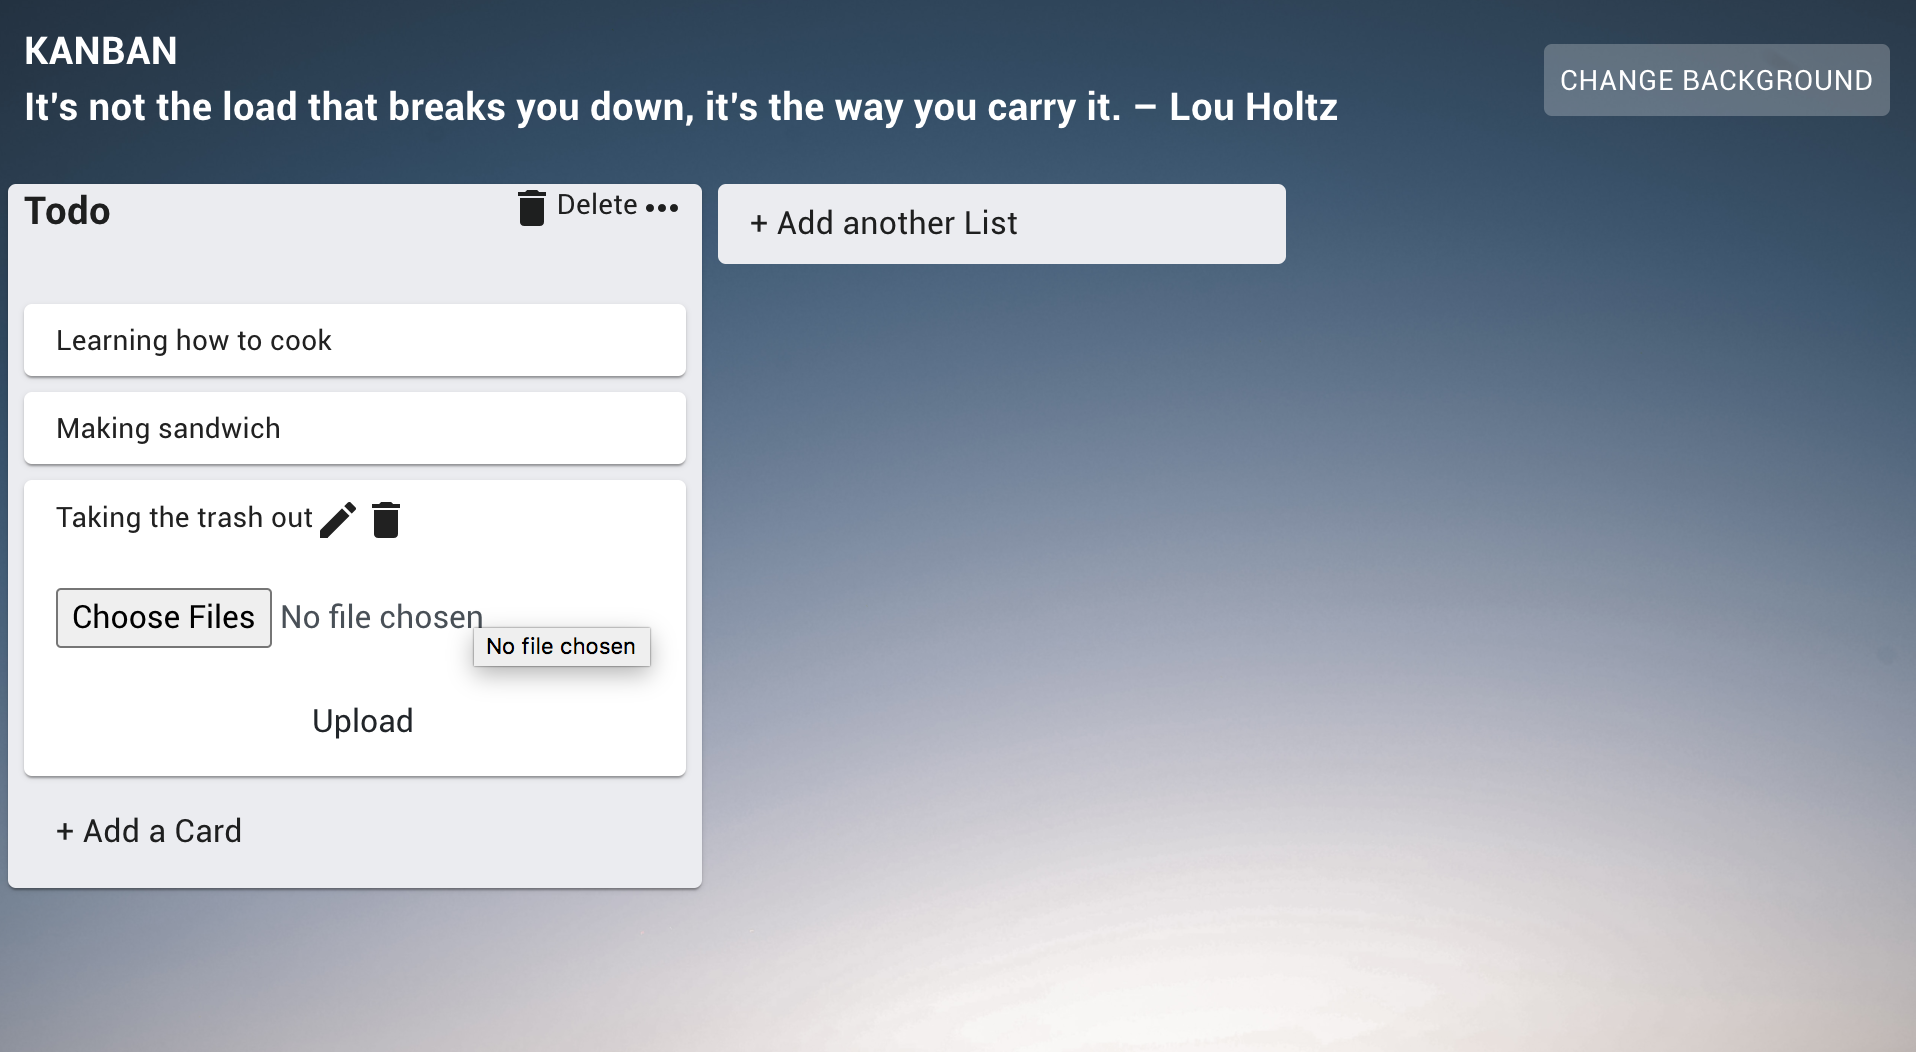 KANBAN
It's not the load that breaks you down, it's the way you carry it. – Lou Holtz
CHANGE BACKGROUND
Todo
Delete
+ Add another List
Learning how to cook
Making sandwich
Taking the trash out
Choose Files No file chosen
No file chosen
Upload
+ Add a Card